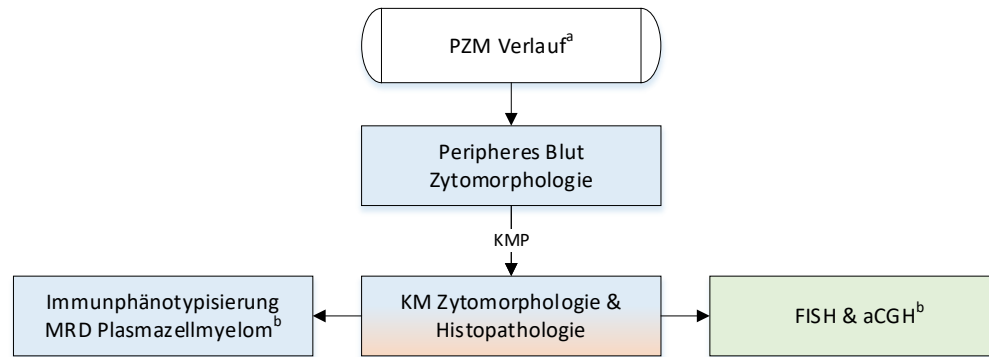 PZM Verlaufᵃ
Peripheres Blut
Zytomorphologie
KMP
Immunphänotypisierung
MRD Plasmazellmyelomᵇ
KM Zytomorphologie &
Histopathologie
FISH & aCGHᵇ